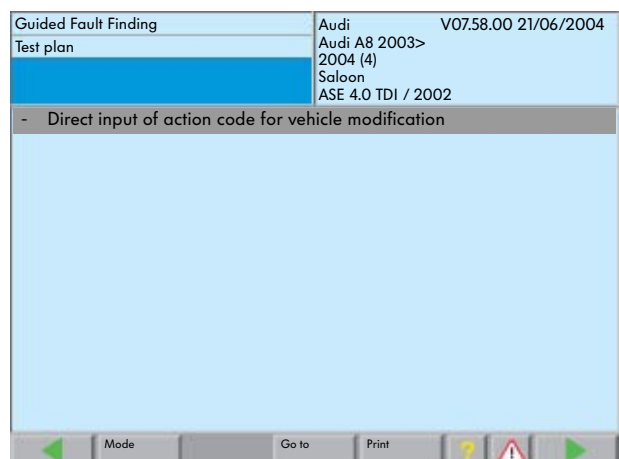 Guided Fault Finding
Test plan
Audi V07.58.00 21/06/2004
Audi A8 2003>
2004 (4)
Saloon
ASE 4.0 TDI / 2002
- Direct input of action code for vehicle modification
Mode Go to Print ? !